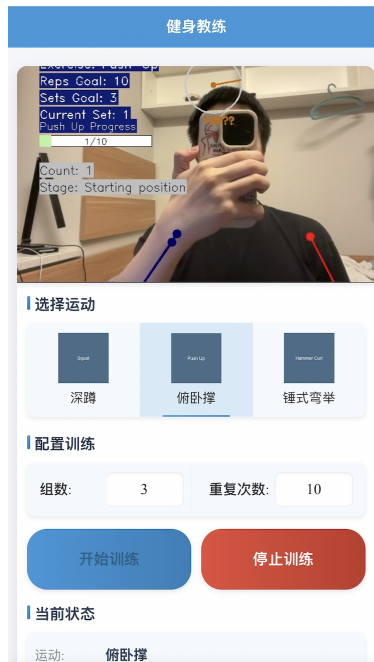 健身教练
Exercise: Push Up
Reps Goal: 10
Sets Goal: 3
Current Set: 1
Push Up Progress
1/10
Count: 1
Stage: Starting position
选择运动
Squat
Push Up
Hammer Curl
深蹲
俯卧撑
锤式弯举
配置训练
组数:
3
重复次数:
10
开始训练
停止训练
当前状态
运动:
俯卧撑